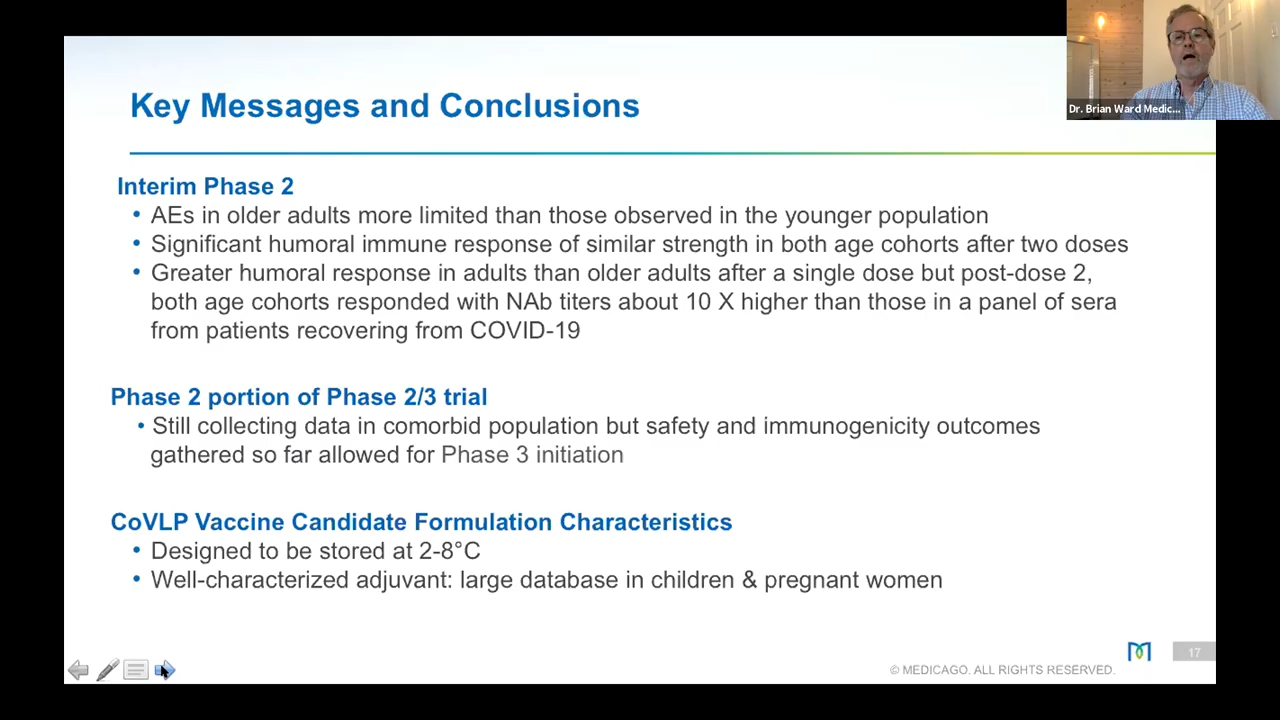 Dr. Brian Ward Medic...
Key Messages and Conclusions
Interim Phase 2
• AEs in older adults more limited than those observed in the younger population
• Significant humoral immune response of similar strength in both age cohorts after two doses
• Greater humoral response in adults than older adults after a single dose but post-dose 2,
both age cohorts responded with NAb titers about 10 X higher than those in a panel of sera
from patients recovering from COVID-19
Phase 2 portion of Phase 2/3 trial
• Still collecting data in comorbid population but safety and immunogenicity outcomes
gathered so far allowed for Phase 3 initiation
CoVLP Vaccine Candidate Formulation Characteristics
• Designed to be stored at 2-8°C
• Well-characterized adjuvant: large database in children & pregnant women
© MEDICAGO. ALL RIGHTS RESERVED.
17